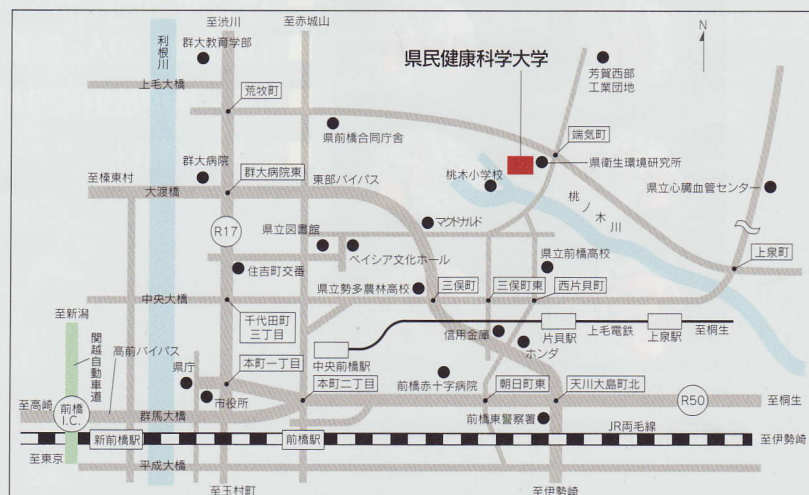 至渋川
至赤城山
N
利根川
群大教育学部
県民健康科学大学
芳賀西部
工業団地
上毛大橋
荒牧町
県前橋合同庁舎
端気町
群大病院
県衛生環境研究所
至榛東村
群大病院東
東部バイパス
桃木小学校
県立心臓血管センター
大渡橋
桃ノ木川
マクドカルド
R17
県立図書館
ベイシア文化ホール
県立前橋高校
上泉町
住吉町交番
県立勢多農林高校
三俣町
三俣町東
西片貝町
中央大橋
至新潟
千代田町
三丁目
信用金庫
片貝駅
上毛電鉄
上泉駅
至桐生
関越自動車道
高前バイパス
中央前橋駅
ホンダ
県庁
本町一丁目
本町二丁目
前橋赤十字病院
朝日町東
天川大島町北
至高崎
前橋
I.C.
市役所
R50
至桐生
群馬大橋
前橋東警察署
JR両毛線
新前橋駅
前橋駅
至伊勢崎
至東京
平成大橋
至玉村町
至伊勢崎